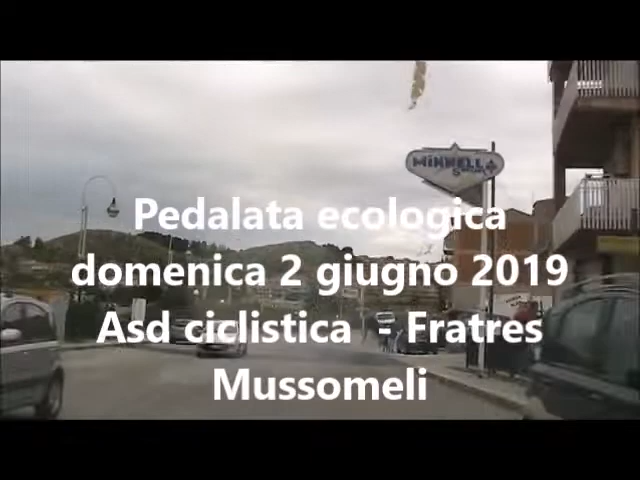 MINNELLA
Pedalata ecologica
domenica 2 giugno 2019
Asd ciclistica - Fratres
Mussomeli